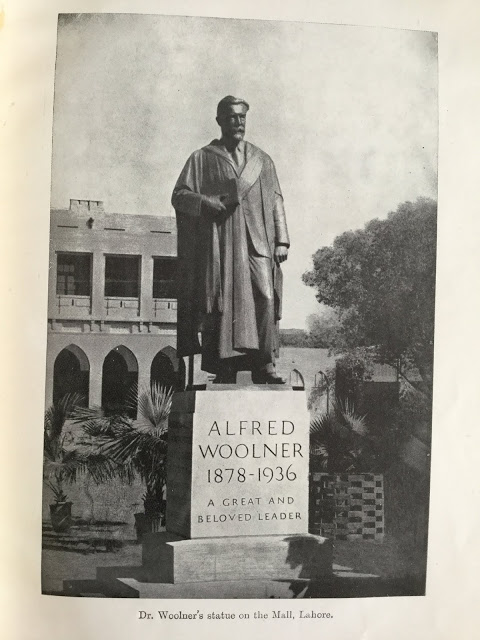 ALFRED
WOOLNER
1878-1936
A GREAT AND
BELOVED LEADER
Dr. Woolner's statue on the Mall, Lahore.